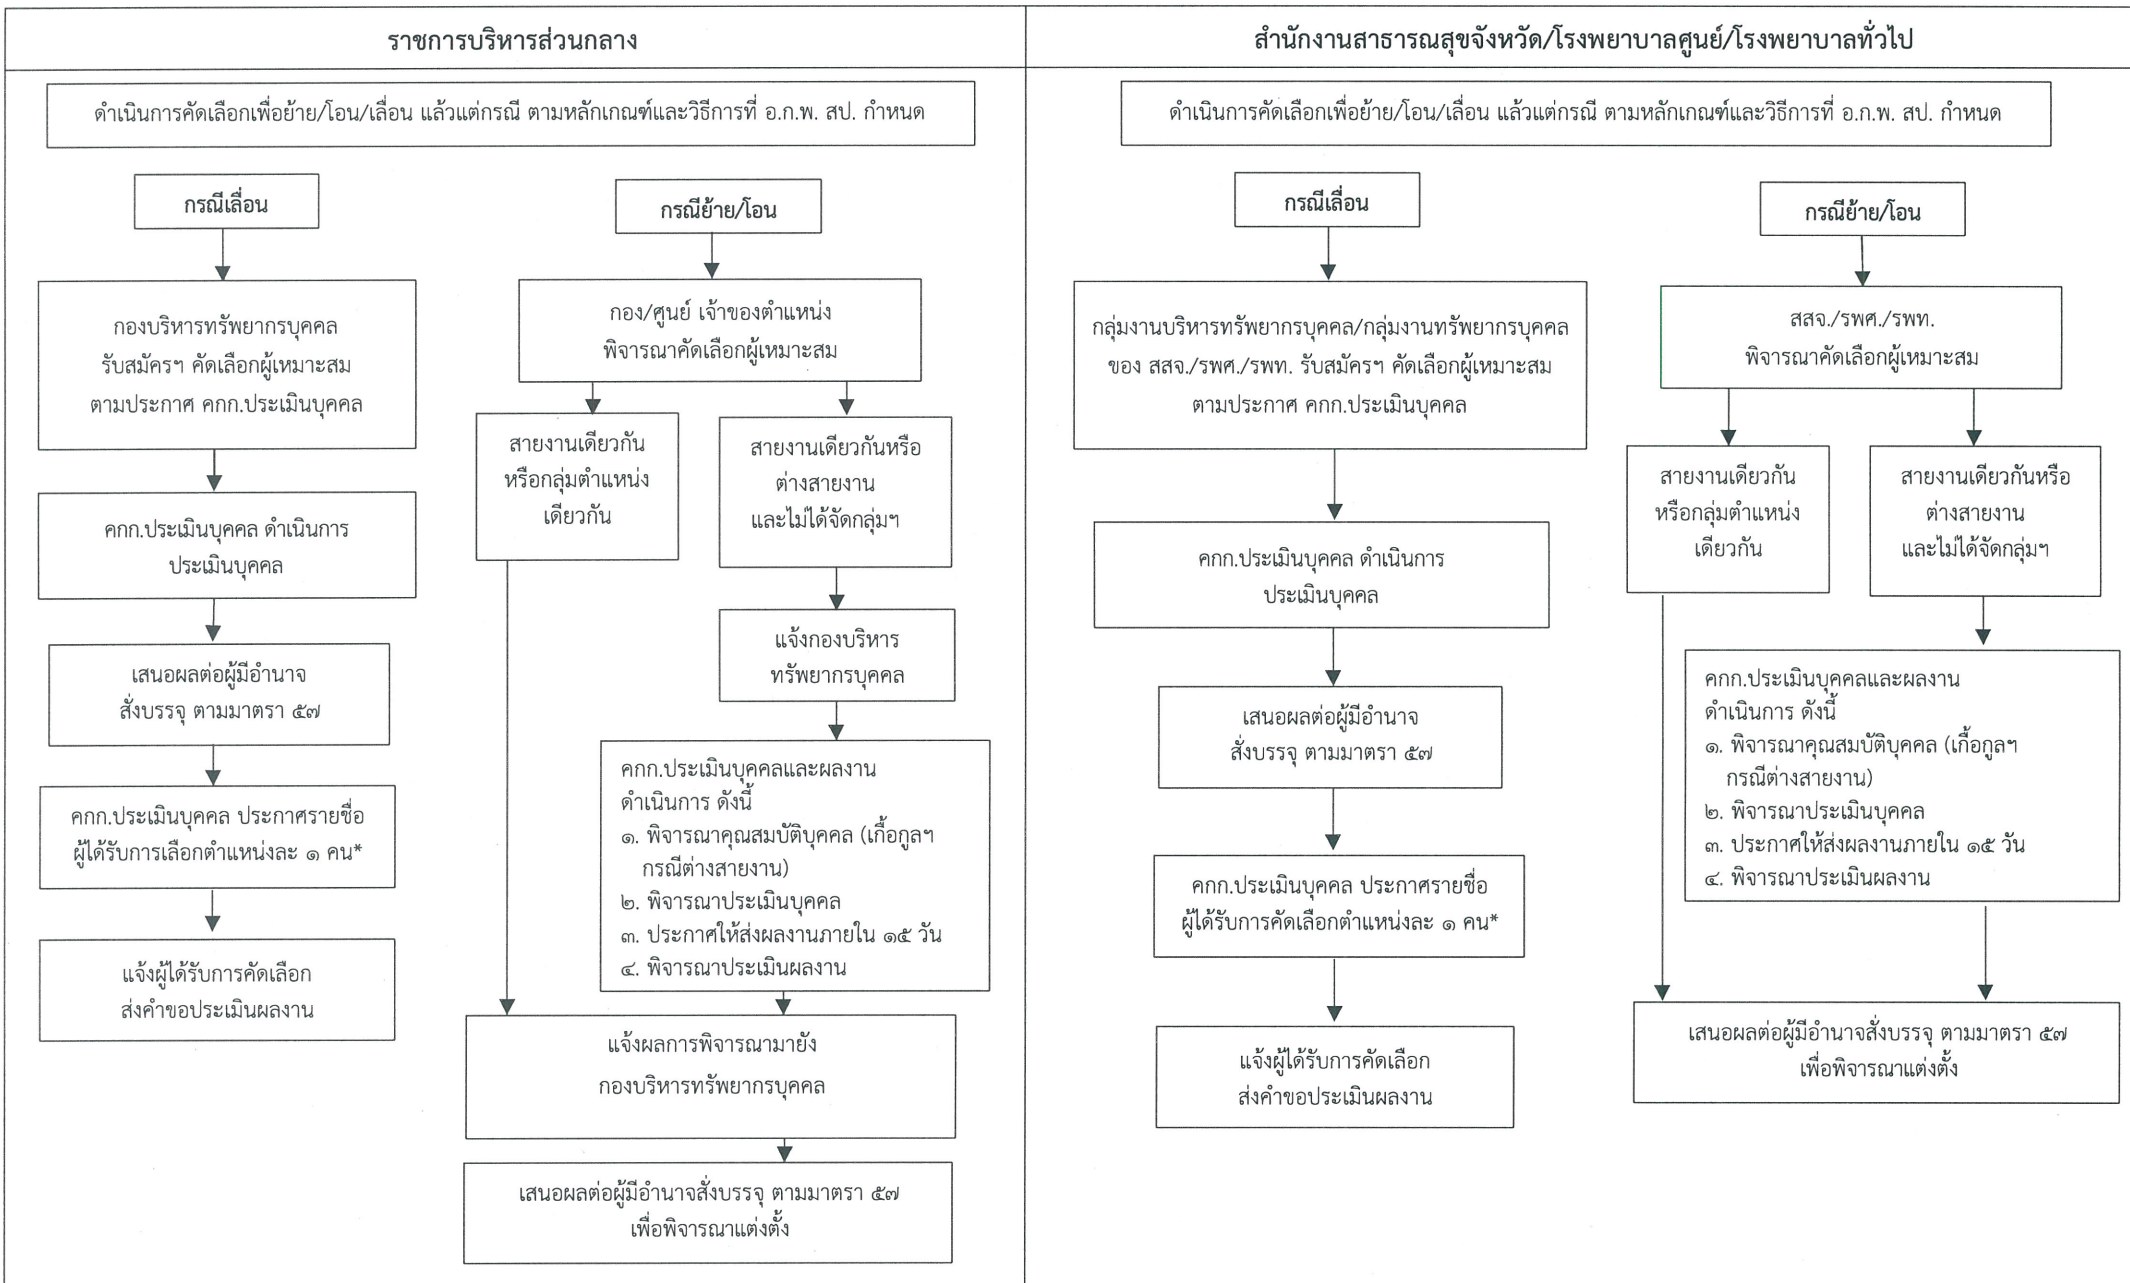 ราชการบริหารส่วนกลาง
ดำเนินการคัดเลือกเพื่อย้าย/โอน/เลื่อน แล้วแต่กรณี ตามหลักเกณฑ์และวิธีการที่ อ.ก.พ. สป. กำหนด
กรณีเลื่อน
กองบริหารทรัพยากรบุคคล
รับสมัครฯ คัดเลือกผู้เหมาะสม
ตามประกาศ คกก.ประเมินบุคคล
คกก.ประเมินบุคคล ดำเนินการ
ประเมินบุคคล
เสนอผลต่อผู้มีอำนาจ
สั่งบรรจุ ตามมาตรา ๕๗
คกก.ประเมินบุคคล ประกาศรายชื่อ
ผู้ได้รับการเลือกตำแหน่งละ ๑ คน*
แจ้งผู้ได้รับการคัดเลือก
ส่งคำขอประเมินผลงาน
กรณีย้าย/โอน
กอง/ศูนย์ เจ้าของตำแหน่ง
พิจารณาคัดเลือกผู้เหมาะสม
สายงานเดียวกัน
หรือกลุ่มตำแหน่ง
เดียวกัน
สายงานเดียวกันหรือ
ต่างสายงาน
และไม่ได้จัดกลุ่มฯ
แจ้งกองบริหาร
ทรัพยากรบุคคล
คกก.ประเมินบุคคลและผลงาน
ดำเนินการ ดังนี้
๑. พิจารณาคุณสมบัติบุคคล (เกื้อกูลฯ
กรณีต่างสายงาน)
๒. พิจารณาประเมินบุคคล
๓. ประกาศให้ส่งผลงานภายใน ๑๕ วัน
๔. พิจารณาประเมินผลงาน
แจ้งผลการพิจารณามายัง
กองบริหารทรัพยากรบุคคล
เสนอผลต่อผู้มีอำนาจสั่งบรรจุ ตามมาตรา ๕๗
เพื่อพิจารณาแต่งตั้ง
สำนักงานสาธารณสุขจังหวัด/โรงพยาบาลศูนย์/โรงพยาบาลทั่วไป
ดำเนินการคัดเลือกเพื่อย้าย/โอน/เลื่อน แล้วแต่กรณี ตามหลักเกณฑ์และวิธีการที่ อ.ก.พ. สป. กำหนด
กรณีเลื่อน
กลุ่มงานบริหารทรัพยากรบุคคล/กลุ่มงานทรัพยากรบุคคล
ของ สสจ./รพศ./รพท. รับสมัครฯ คัดเลือกผู้เหมาะสม
ตามประกาศ คกก.ประเมินบุคคล
คกก.ประเมินบุคคล ดำเนินการ
ประเมินบุคคล
เสนอผลต่อผู้มีอำนาจ
สั่งบรรจุ ตามมาตรา ๕๗
คกก.ประเมินบุคคล ประกาศรายชื่อ
ผู้ได้รับการคัดเลือกตำแหน่งละ ๑ คน*
แจ้งผู้ได้รับการคัดเลือก
ส่งคำขอประเมินผลงาน
กรณีย้าย/โอน
สสจ./รพศ./รพท.
พิจารณาคัดเลือกผู้เหมาะสม
สายงานเดียวกัน
หรือกลุ่มตำแหน่ง
เดียวกัน
สายงานเดียวกันหรือ
ต่างสายงาน
และไม่ได้จัดกลุ่มฯ
คกก.ประเมินบุคคลและผลงาน
ดำเนินการ ดังนี้
๑. พิจารณาคุณสมบัติบุคคล (เกื้อกูลฯ
กรณีต่างสายงาน)
๒. พิจารณาประเมินบุคคล
๓. ประกาศให้ส่งผลงานภายใน ๑๕ วัน
๔. พิจารณาประเมินผลงาน
เสนอผลต่อผู้มีอำนาจสั่งบรรจุ ตามมาตรา ๕๗
เพื่อพิจารณาแต่งตั้ง